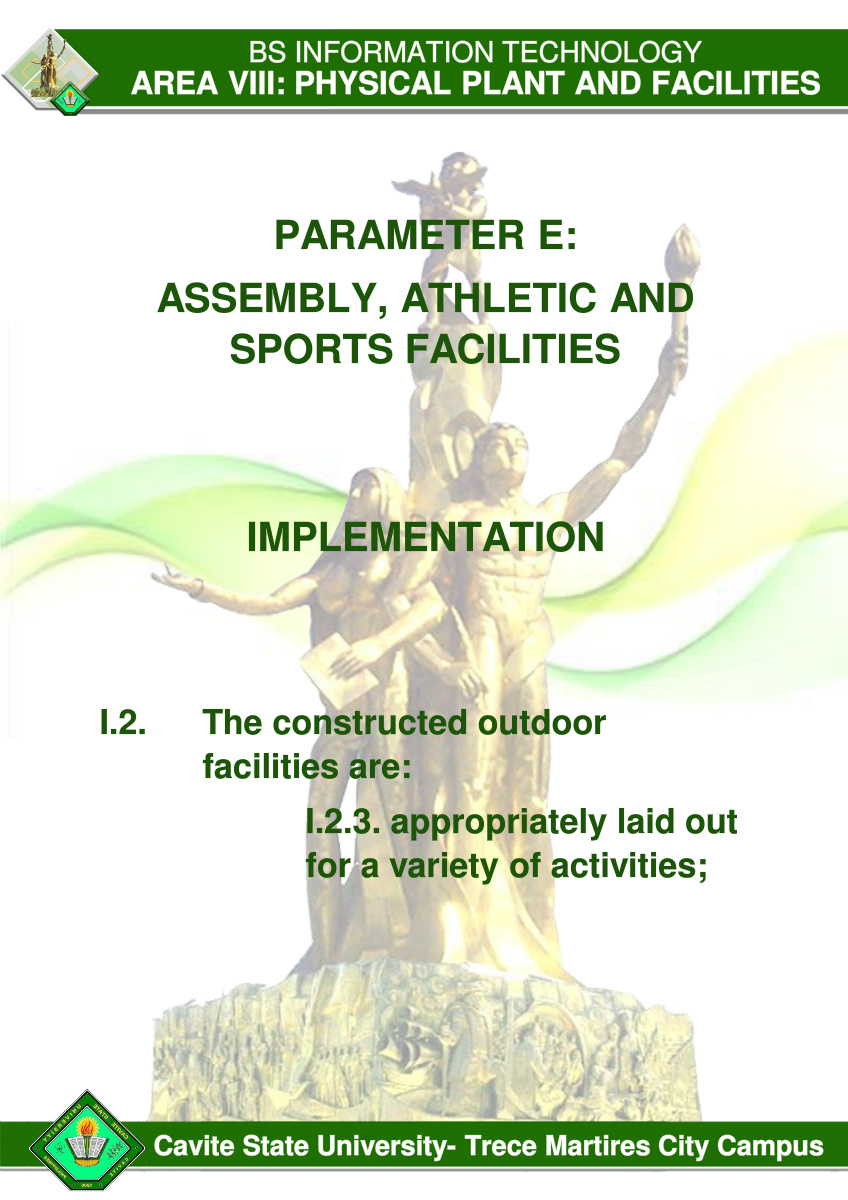 BS INFORMATION TECHNOLOGY
AREA VIII: PHYSICAL PLANT AND FACILITIES
PARAMETER E:
ASSEMBLY, ATHLETIC AND
SPORTS FACILITIES
IMPLEMENTATION
I.2. The constructed outdoor
facilities are:
I.2.3. appropriately laid out
for a variety of activities;
Cavite State University- Trece Martires City Campus